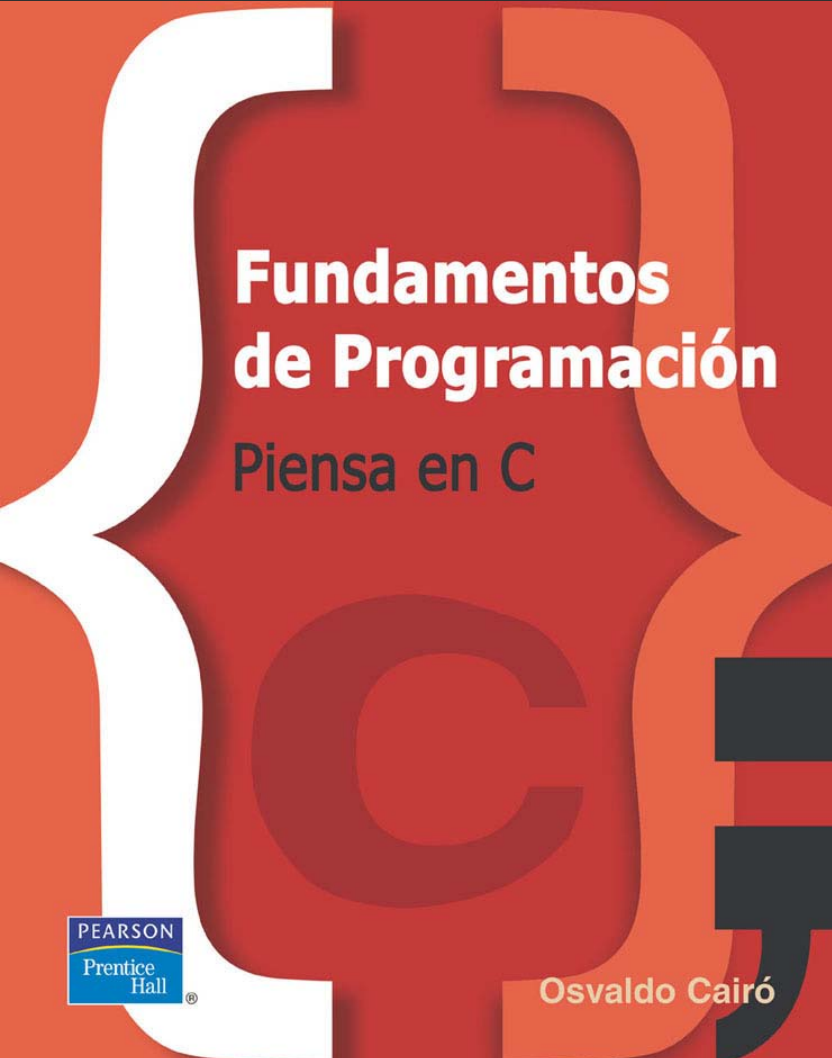 Fundamentos
de Programación
Piensa en C
C
PEARSON
Prentice
Hall
®
Osvaldo Cairó